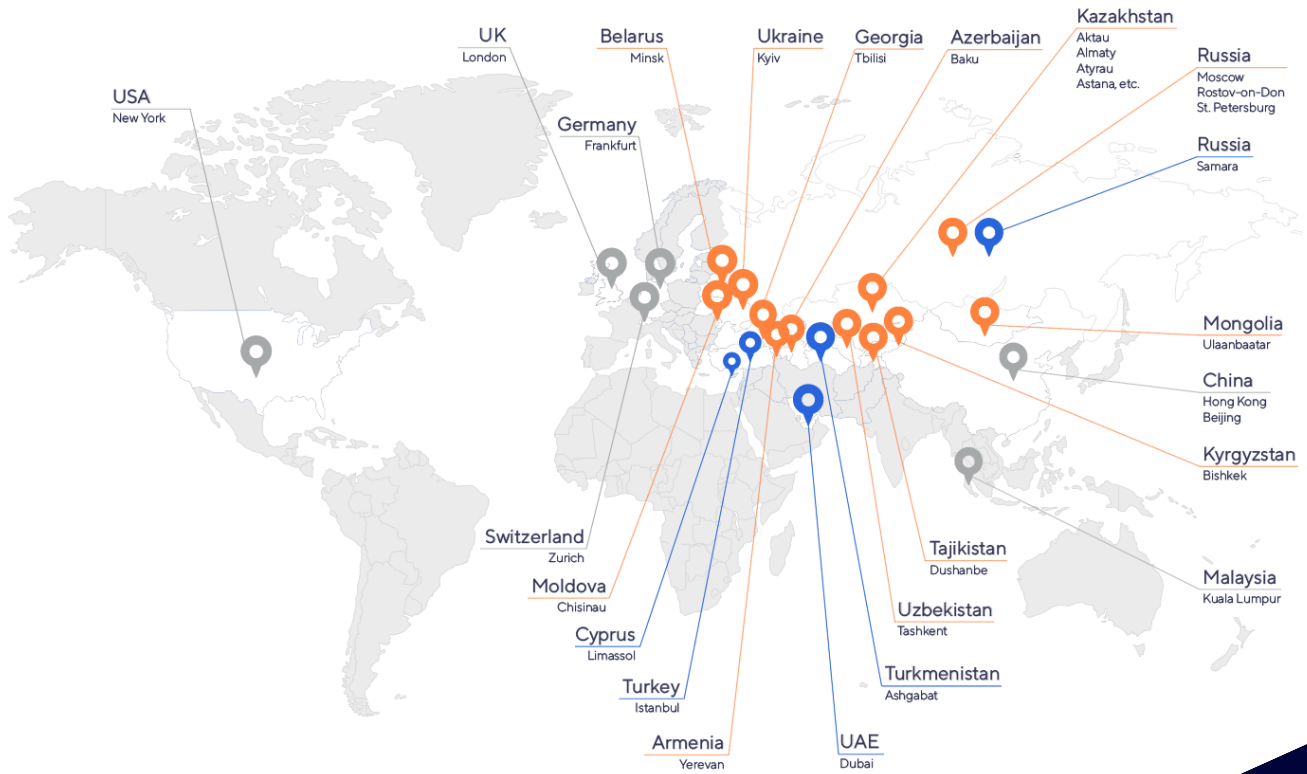 UK
London
Belarus
Minsk
Ukraine
Kyiv
Georgia
Tbilisi
Azerbaijan
Baku
Kazakhstan
Aktau
Almaty
Atyrau
Astana, etc.
Russia
Moscow
Rostov-on-Don
St. Petersburg
USA
New York
Germany
Frankfurt
Russia
Samara
Mongolia
Ulaanbaatar
China
Hong Kong
Beijing
Kyrgyzstan
Bishkek
Switzerland
Zurich
Tajikistan
Dushanbe
Moldova
Chisinau
Malaysia
Kuala Lumpur
Uzbekistan
Tashkent
Cyprus
Limassol
Turkmenistan
Ashgabat
Turkey
Istanbul
Armenia
Yerevan
UAE
Dubai